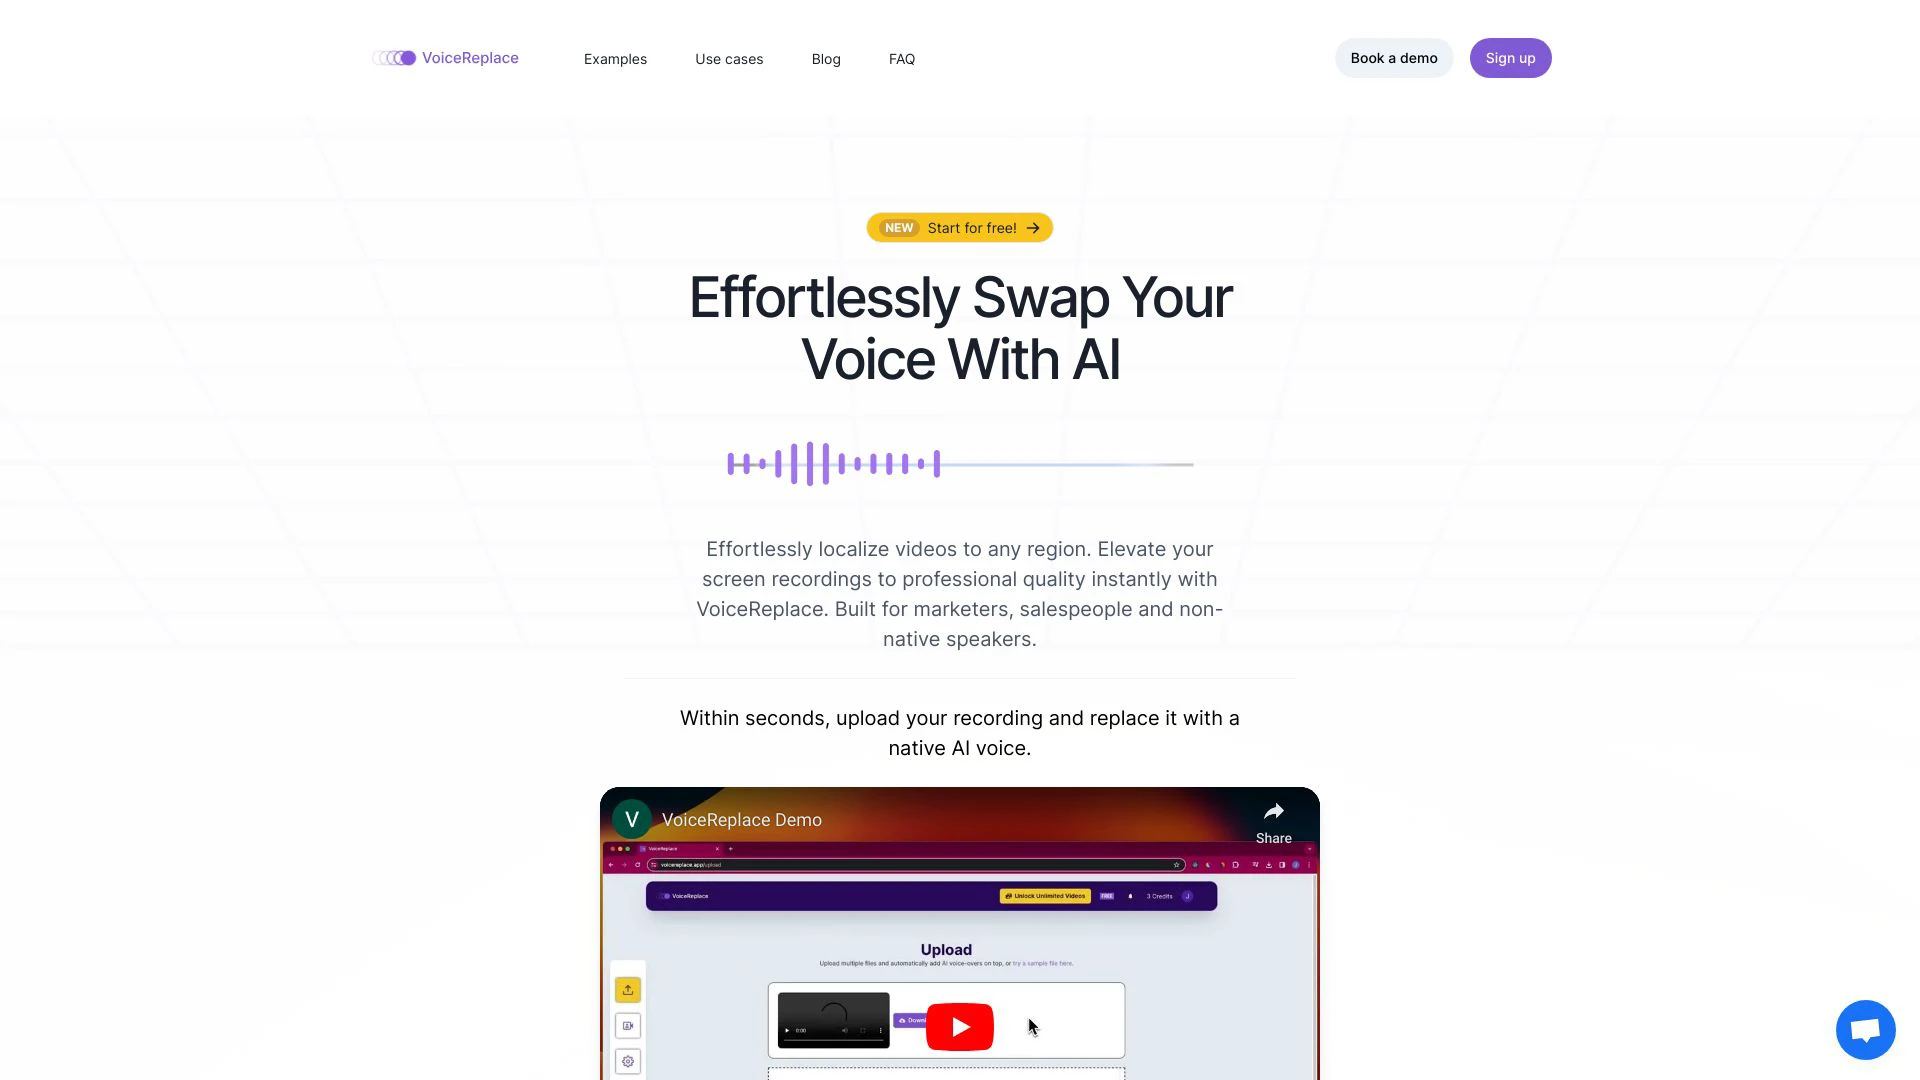 VoiceReplace
Examples
Use cases
Blog
FAQ
Book a demo
Sign up
NEW Start for free!
Effortlessly Swap Your
Voice With AI
Effortlessly localize videos to any region. Elevate your
screen recordings to professional quality instantly with
VoiceReplace. Built for marketers, salespeople and non-
native speakers.
Within seconds, upload your recording and replace it with a
native AI voice.
V
VoiceReplace Demo
Share
VoiceReplace
voicereplace.app/upload
VoiceReplace
Unlock Unlimited Videos
FREE
3 Credits
J
Upload
Upload multiple files and automatically add AI voice-overs on top, or try a sample file here.
0:00